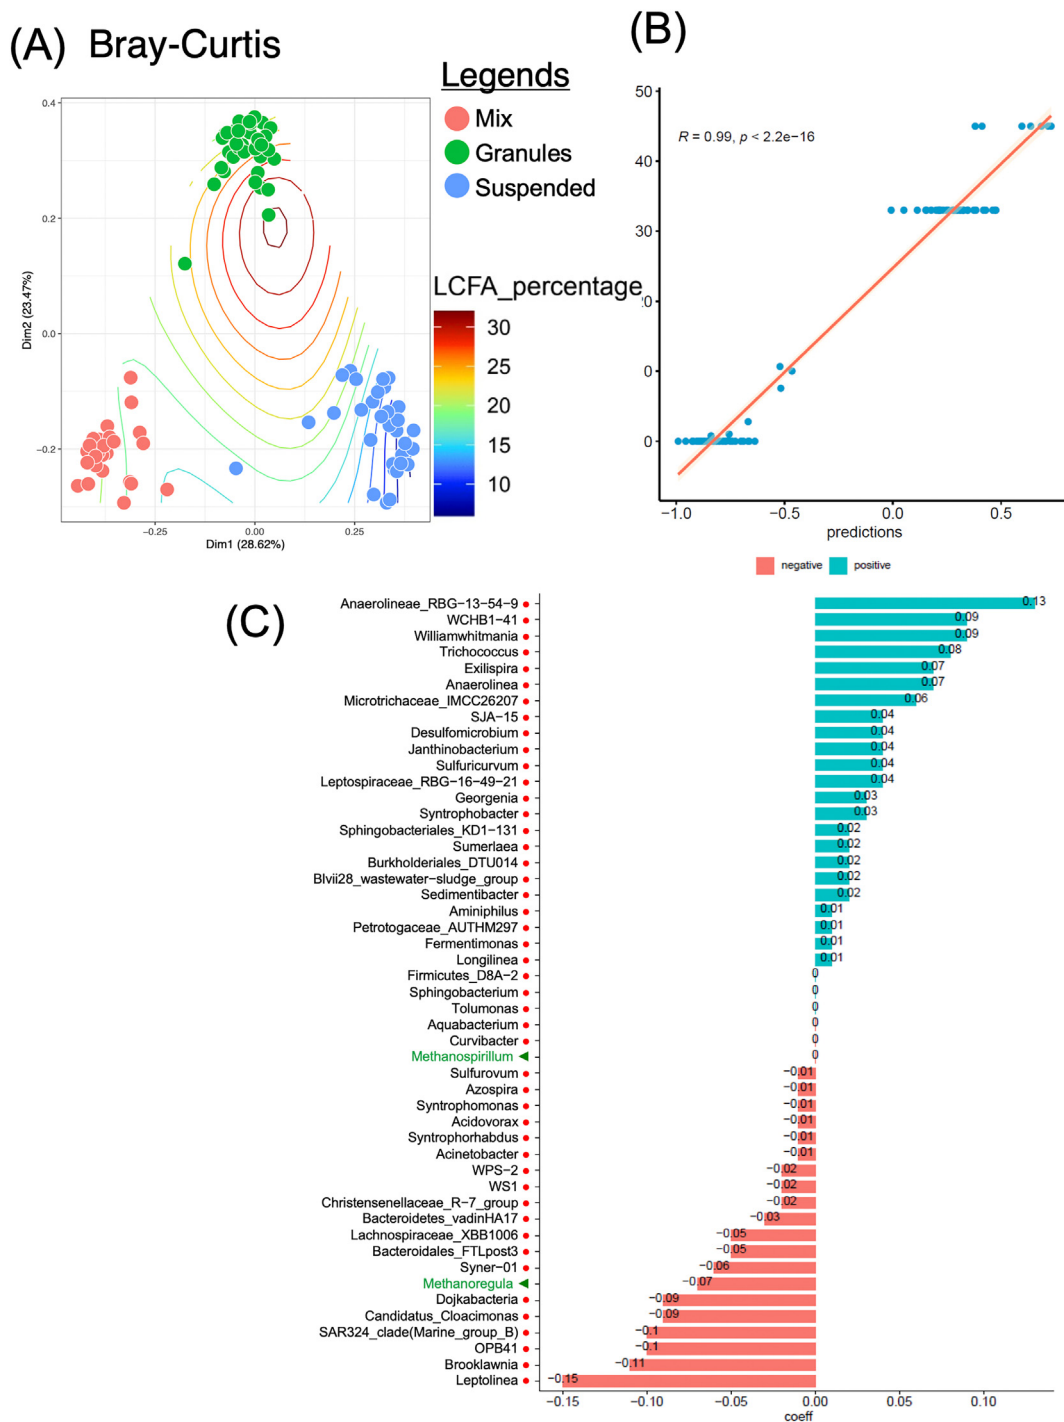 (A) Bray-Curtis
Legends
Mix
Granules
Suspended
LCFA_percentage
30
25
20
15
10
0.4
0.2
0.0
−0.2
Dim2 (23.47%)
−0.25 0.00 0.25
Dim1 (28.62%)
(B)
R = 0.99, p < 2.2e−16
50
40
30
0
0
0
−1.0 −0.5 0.0 0.5
predictions
negative positive
(C)
Anaerolineae_RBG−13−54−9 0.13
WCHB1−41 0.09
Williamwhitmania 0.09
Trichococcus 0.08
Exilispira 0.07
Anaerolinea 0.07
Microtrichaceae_IMCC26207 0.06
SJA−15 0.04
Desulfomicrobium 0.04
Janthinobacterium 0.04
Sulfuricurvum 0.04
Leptospiraceae_RBG−16−49−21 0.04
Georgenia 0.03
Syntrophobacter 0.03
Sphingobacteriales_KD1−131 0.02
Sumerlaea 0.02
Burkholderiales_DTU014 0.02
Blvii28_wastewater−sludge_group 0.02
Sedimentibacter 0.02
Aminiphilus 0.01
Petrotogaceae_AUTHM297 0.01
Fermentimonas 0.01
Longilinea 0.01
Firmicutes_D8A−2 0
Sphingobacterium 0
Tolumonas 0
Aquabacterium 0
Curvibacter 0
Methanospirillum 0
Sulfurovum −0.01
Azospira −0.01
Syntrophomonas −0.01
Acidovorax −0.01
Syntrophorhabdus −0.01
Acinetobacter −0.01
WPS−2 −0.02
WS1 −0.02
Christensenellaceae_R−7_group −0.02
Bacteroidetes_vadinHA17 −0.03
Lachnospiraceae_XBB1006 −0.05
Bacteroidales_FTLpost3 −0.05
Syner−01 −0.06
Methanoregula −0.07
Dojkabacteria −0.09
Candidatus_Cloacimonas −0.09
SAR324_clade(Marine_group_B) −0.1
OPB41 −0.1
Brooklawnia −0.11
Leptolinea −0.15
−0.15 −0.10 −0.05 0.00 0.05 0.10
coeff